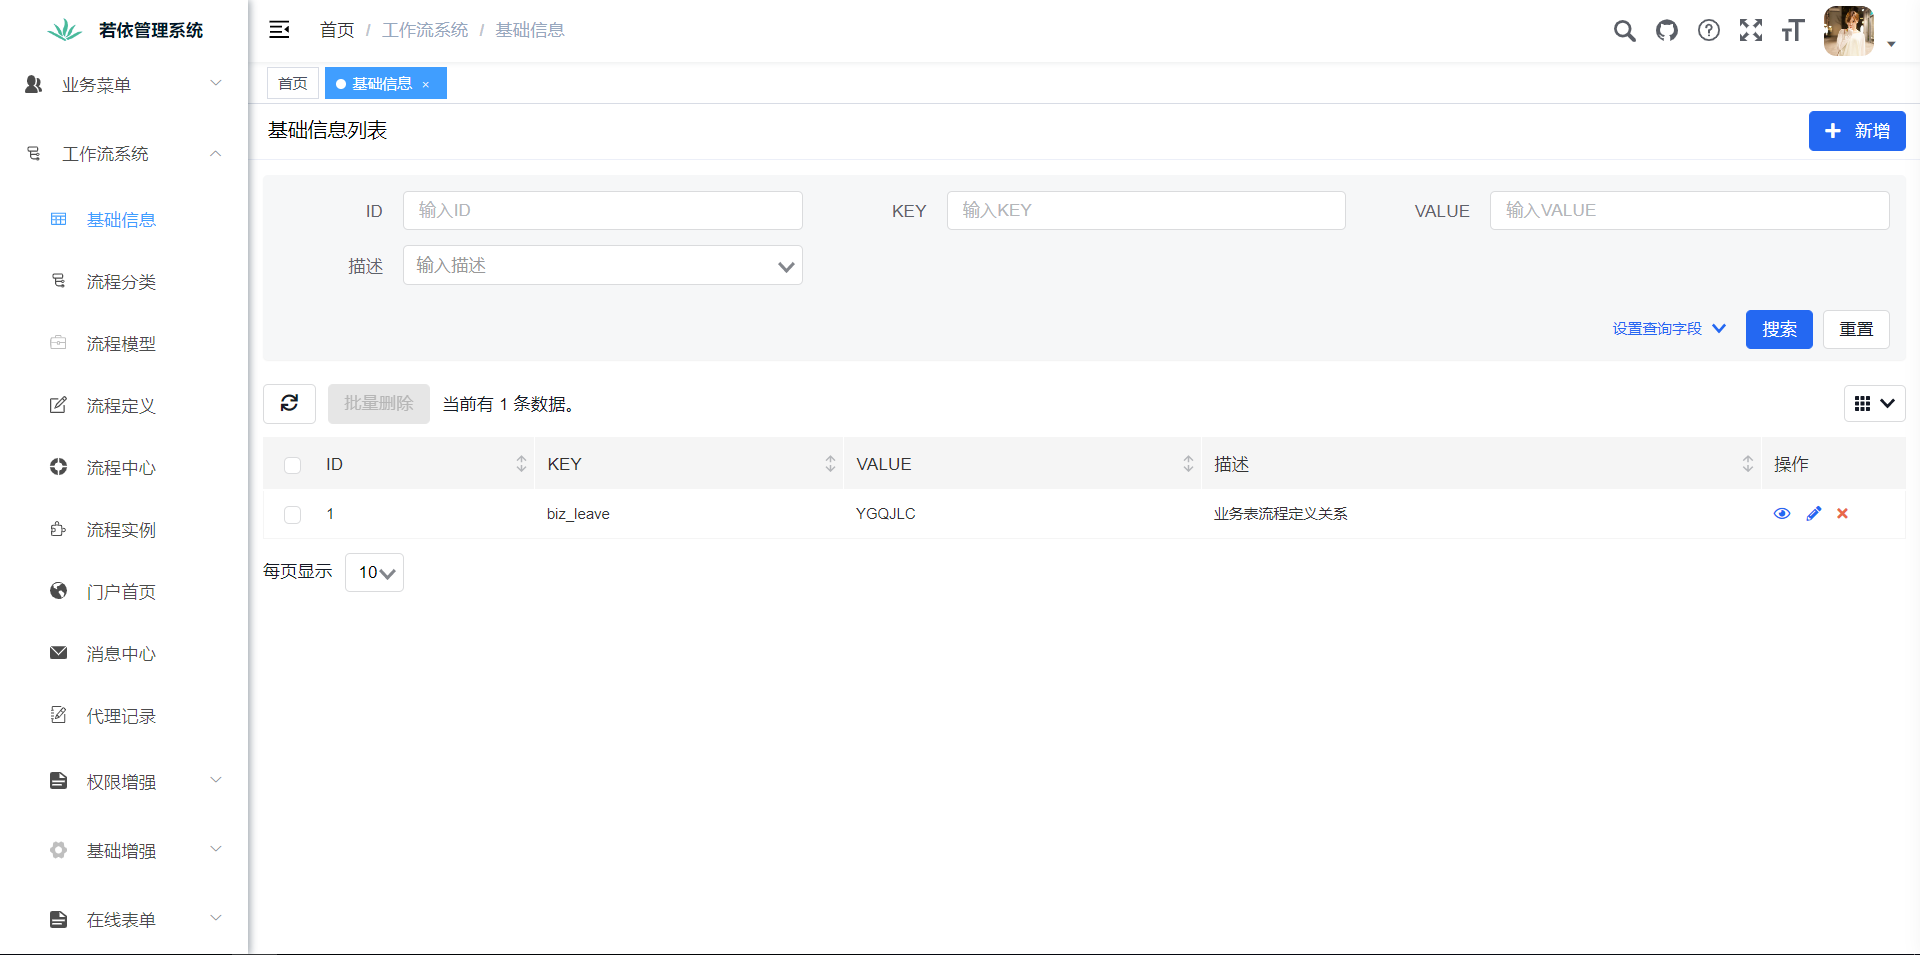 若依管理系统
业务菜单
工作流系统
基础信息
流程分类
流程模型
流程定义
流程中心
流程实例
门户首页
消息中心
代理记录
权限增强
基础增强
在线表单
首页 / 工作流系统 / 基础信息
首页 基础信息 ×
基础信息列表
新增
ID 输入ID KEY 输入KEY VALUE 输入VALUE
描述 输入描述
设置查询字段 搜索 重置
批量删除 当前有 1 条数据。
ID KEY VALUE 描述 操作
1 biz_leave YGQJLC 业务表流程定义关系
每页显示 10